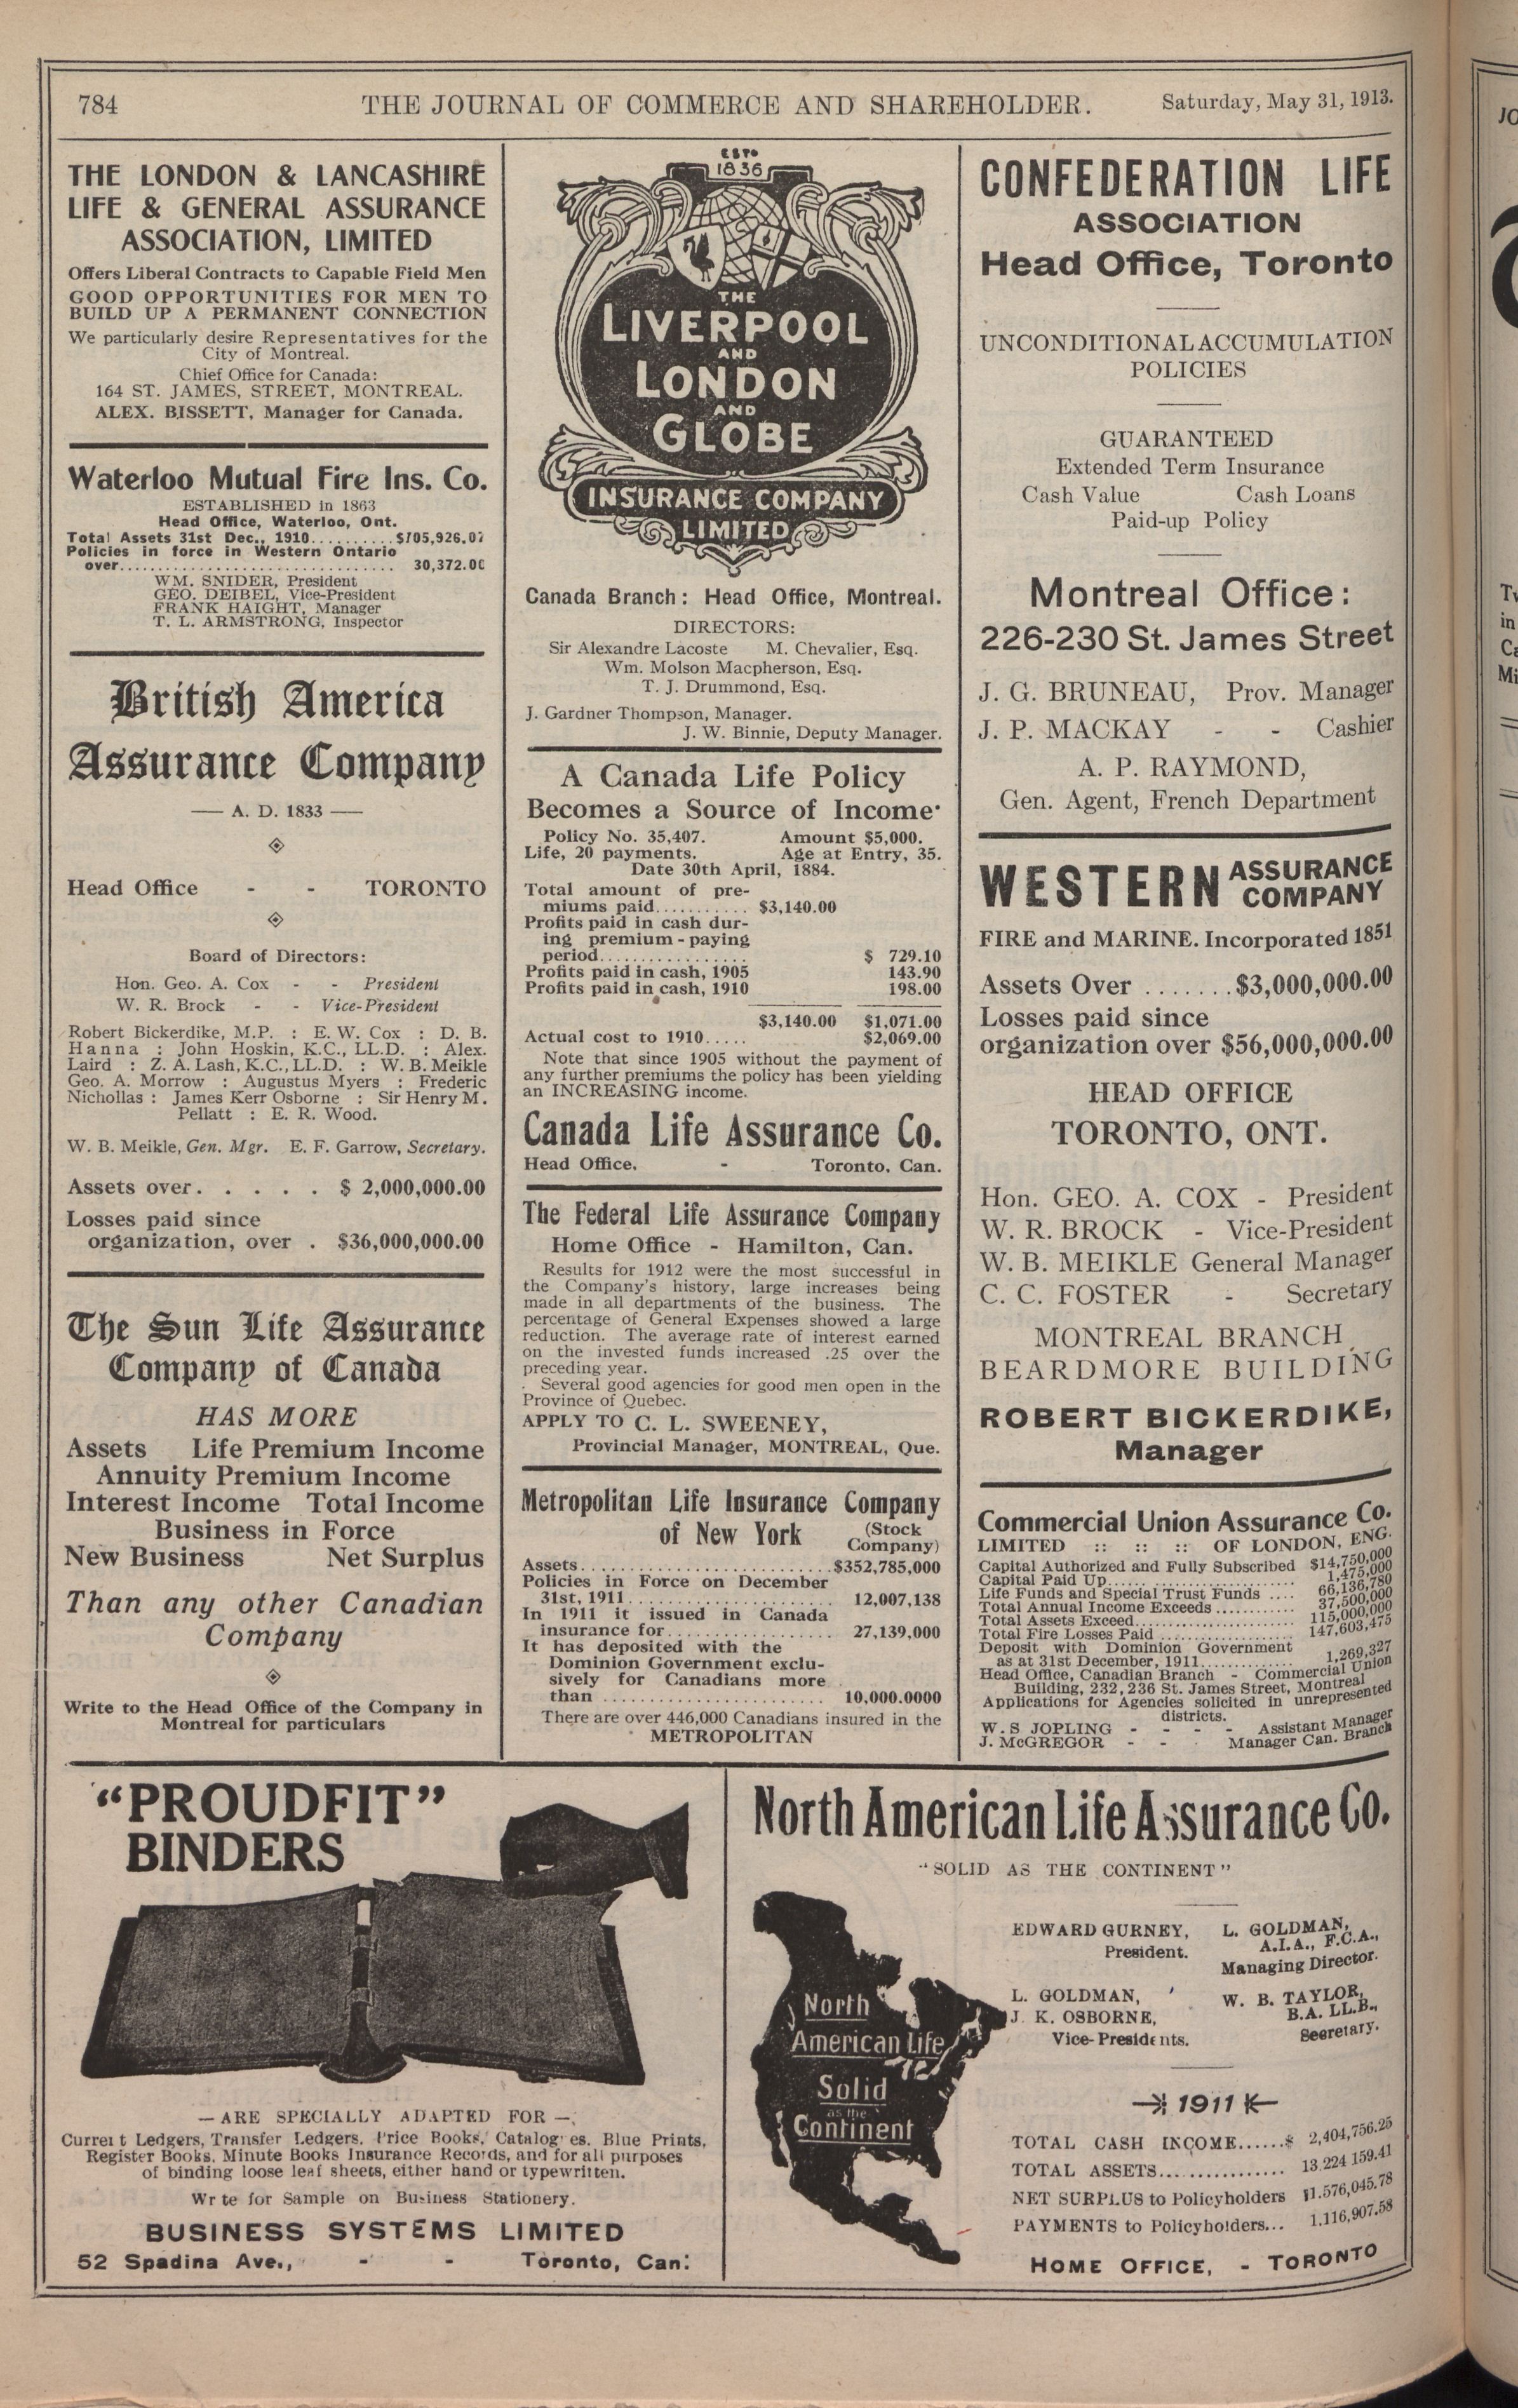 784
THE JOURNAL OF COMMERCE AND SHAREHOLDER.
Saturday, May 31, 1913.
THE LONDON & LANCASHIRE
LIFE & GENERAL ASSURANCE
ASSOCIATION, LIMITED
Offers Liberal Contracts to Capable Field Men
GOOD OPPORTUNITIES FOR MEN TO
BUILD UP A PERMANENT CONNECTION
We particularly desire Representatives for the
City of Montreal.
Chief Office for Canada:
164 ST. JAMES, STREET, MONTREAL.
ALEX. BISSETT, Manager for Canada.
Waterloo Mutual Fire Ins. Co.
ESTABLISHED in 1863
Head Office, Waterloo, Ont.
Total Assets 31st Dec., 1910..........$705,926.07
Policies in force in Western Ontario
over................................ 30,372.00
WM. SNIDER, President
GEO. DEIBEL, Vice-President
FRANK HAIGHT, Manager
T. L. ARMSTRONG, Inspector
British America
Assurance Company
— A. D. 1833 —
Head Office - - TORONTO
Board of Directors:
Hon. Geo. A. Cox - - President
W. R. Brock - - Vice-President
Robert Bickerdike, M.P. : E. W. Cox : D. B.
Hanna : John Hoskin, K.C., LL.D. : Alex.
Laird : Z. A. Lash, K.C., LL.D. : W. B. Meikle
Geo. A. Morrow : Augustus Myers : Frederic
Nichollas : James Kerr Osborne : Sir Henry M.
Pellatt : E. R. Wood.
W. B. Meikle, Gen. Mgr. E. F. Garrow, Secretary.
Assets over. . . . . . $ 2,000,000.00
Losses paid since
organization, over . $36,000,000.00
The Sun Life Assurance
Company of Canada
HAS MORE
Assets Life Premium Income
Annuity Premium Income
Interest Income Total Income
Business in Force
New Business Net Surplus
Than any other Canadian
Company
Write to the Head Office of the Company in
Montreal for particulars
ESTD
1836
THE
LIVERPOOL
AND
LONDON
AND
GLOBE
INSURANCE COMPANY
LIMITED
Canada Branch: Head Office, Montreal.
DIRECTORS:
Sir Alexandre Lacoste M. Chevalier, Esq.
Wm. Molson Macpherson, Esq.
T. J. Drummond, Esq.
J. Gardner Thompson, Manager.
J. W. Binnie, Deputy Manager.
A Canada Life Policy
Becomes a Source of Income.
Policy No. 35,407. Amount $5,000.
Life, 20 payments. Age at Entry, 35.
Date 30th April, 1884.
Total amount of pre-
miums paid........... $3,140.00
Profits paid in cash dur-
ing premium-paying
period................ $ 729.10
Profits paid in cash, 1905 143.90
Profits paid in cash, 1910 198.00
$3,140.00 $1,071.00
Actual cost to 1910..... $2,069.00
Note that since 1905 without the payment of
any further premiums the policy has been yielding
an INCREASING income.
Canada Life Assurance Co.
Head Office. - Toronto, Can.
The Federal Life Assurance Company
Home Office - Hamilton, Can.
Results for 1912 were the most successful in
the Company's history, large increases being
made in all departments of the business. The
percentage of General Expenses showed a large
reduction. The average rate of interest earned
on the invested funds increased .25 over the
preceding year.
Several good agencies for good men open in the
Province of Quebec.
APPLY TO C. L. SWEENEY,
Provincial Manager, MONTREAL, Que.
Metropolitan Life Insurance Company
of New York (Stock
Company)
Assets..........................$352,785,000
Policies in Force on December
31st, 1911..................... 12,007,138
In 1911 it issued in Canada
insurance for................. 27,139,000
It has deposited with the
Dominion Government exclu-
sively for Canadians more
than ...................... 10,000.0000
There are over 446,000 Canadians insured in the
METROPOLITAN
CONFEDERATION LIFE
ASSOCIATION
Head Office, Toronto
UNCONDITIONAL ACCUMULATION
POLICIES
GUARANTEED
Extended Term Insurance
Cash Value Cash Loans
Paid-up Policy
Montreal Office:
226-230 St. James Street
J. G. BRUNEAU, Prov. Manager
J. P. MACKAY - - Cashier
A. P. RAYMOND,
Gen. Agent, French Department
WESTERN ASSURANCE
COMPANY
FIRE and MARINE. Incorporated 1851
Assets Over .......$3,000,000.00
Losses paid since
organization over $56,000,000.00
HEAD OFFICE
TORONTO, ONT.
Hon. GEO. A. COX - President
W. R. BROCK - Vice-President
W. B. MEIKLE General Manager
C. C. FOSTER - Secretary
MONTREAL BRANCH
BEARDMORE BUILDING
ROBERT BICKERDIKE,
Manager
Commercial Union Assurance Co.
LIMITED :: :: :: OF LONDON, ENG.
Capital Authorized and Fully Subscribed $14,750,000
Capital Paid Up........................... 1,475,000
Life Funds and Special Trust Funds .... 66,136,780
Total Annual Income Exceeds............ 37,500,000
Total Assets Exceed........................ 115,000,000
Total Fire Losses Paid .................... 147,603,475
Deposit with Dominion Government
as at 31st December, 1911............. 1,269,327
Head Office, Canadian Branch - Commercial Union
Building, 232,236 St. James Street, Montreal
Applications for Agencies solicited in unrepresented
districts.
W. S JOPLING - - - - Assistant Manager
J. McGREGOR - - Manager Can. Branch
"PROUDFIT"
BINDERS
— ARE SPECIALLY ADAPTED FOR —
Curret Ledgers, Transfer Ledgers, Price Books, Catalog es, Blue Prints,
Register Books, Minute Books Insurance Records, and for all purposes
of binding loose leaf sheets, either hand or typewritten.
Wr te for Sample on Business Stationery.
BUSINESS SYSTEMS LIMITED
52 Spadina Ave., - - Toronto, Can.
North American Life Assurance Co.
"SOLID AS THE CONTINENT"
North
American Life
Solid
as the
Continent
EDWARD GURNEY,
President.
L. GOLDMAN,
A.I.A., F.C.A.,
Managing Director.
L. GOLDMAN,
J. K. OSBORNE,
Vice-Presidents.
W. B. TAYLOR,
B.A. LL.B.,
Secretary.
1911
TOTAL CASH INCOME......$ 2,404,756.25
TOTAL ASSETS................ 13.224 159.41
NET SURPLUS to Policyholders $1.576,045.78
PAYMENTS to Policyholders... 1.116,907.58
HOME OFFICE, - TORONTO